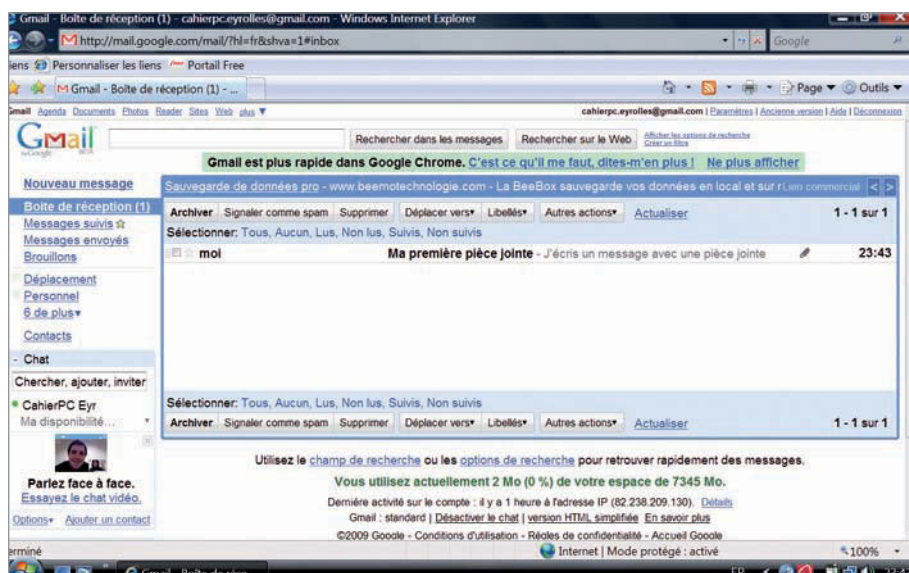 Gmail - Boîte de réception (1) - cahierpc.eyrolles@gmail.com - Windows Internet Explorer
http://mail.google.com/mail/?hl=fr&shva=1#inbox
Google
iens Personnaliser les liens Portail Free
Gmail - Boîte de réception (1) - ...
Page Outils
Gmail Agenda Documents Photos Reader Sites Web plus
cahierpc.eyrolles@gmail.com | Paramètres | Ancienne version | Aide | Déconnexion
Gmail
by Google BETA
Rechercher dans les messages Rechercher sur le Web
Afficher les options de recherche
Créer un filtre
Gmail est plus rapide dans Google Chrome. C'est ce qu'il me faut, dites-m'en plus ! Ne plus afficher
Nouveau message
Boîte de réception (1)
Messages suivis
Messages envoyés
Brouillons
Déplacement
Personnel
6 de plus
Contacts
- Chat
Chercher, ajouter, inviter
CahierPC Eyr
Ma disponibilité...
Parlez face à face.
Essayez le chat vidéo.
Options Ajouter un contact
Sauvegarde de données pro - www.beemotechnologie.com - La BeeBox sauvegarde vos données en local et sur r Lien commercial < >
Archiver Signaler comme spam Supprimer Déplacer vers Libellés Autres actions Actualiser 1 - 1 sur 1
Sélectionner: Tous, Aucun, Lus, Non lus, Suivis, Non suivis
moi Ma première pièce jointe - J'écris un message avec une pièce jointe 23:43
Sélectionner: Tous, Aucun, Lus, Non lus, Suivis, Non suivis
Archiver Signaler comme spam Supprimer Déplacer vers Libellés Autres actions Actualiser 1 - 1 sur 1
Utilisez le champ de recherche ou les options de recherche pour retrouver rapidement des messages.
Vous utilisez actuellement 2 Mo (0 %) de votre espace de 7345 Mo.
Dernière activité sur le compte : il y a 1 heure à l'adresse IP (82.238.209.130). Détails
Gmail : standard | Désactiver le chat | version HTML simplifiée En savoir plus
©2009 Google - Conditions d'utilisation - Règles de confidentialité - Accueil Google
erminé
Internet | Mode protégé : activé
100%
FR